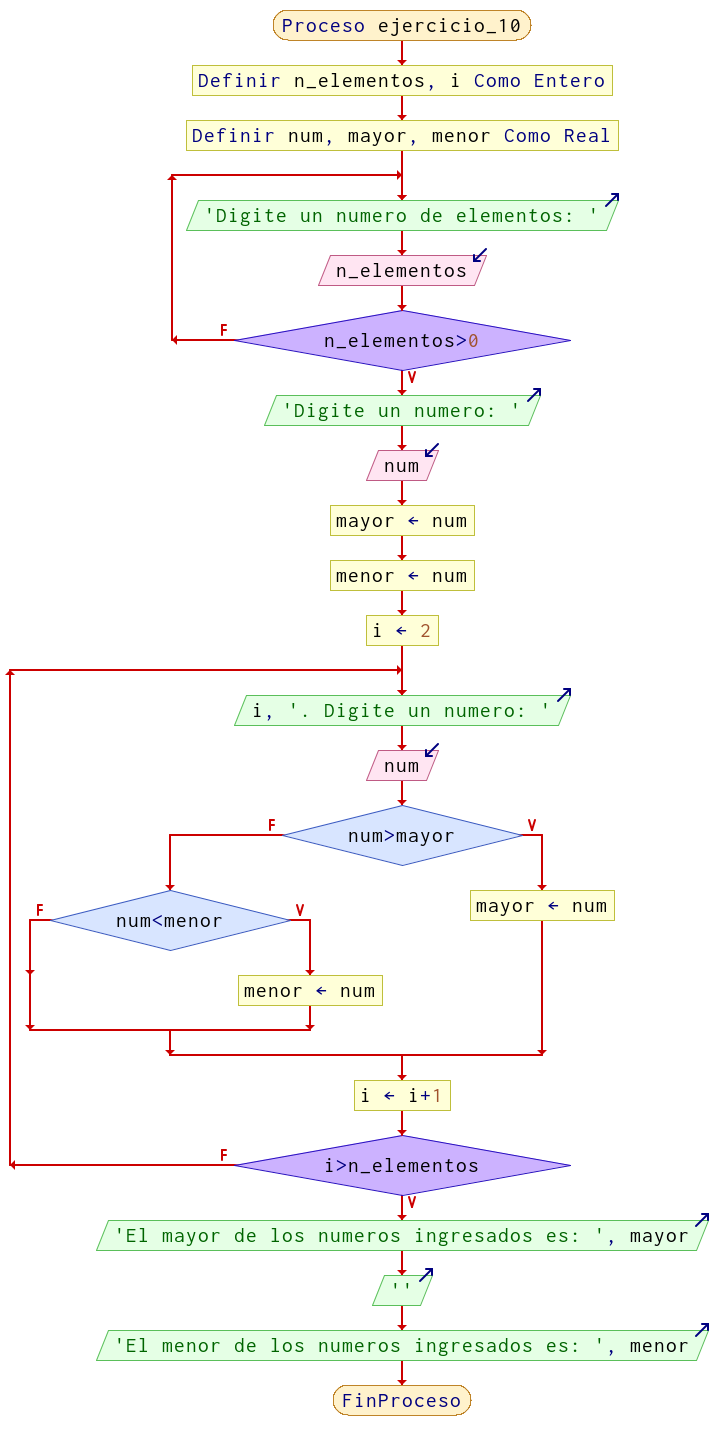 Proceso ejercicio_10
Definir n_elementos, i Como Entero
Definir num, mayor, menor Como Real
'Digite un numero de elementos: '
n_elementos
F
n_elementos>0
V
'Digite un numero: '
num
mayor ← num
menor ← num
i ← 2
i, '. Digite un numero: '
num
F
num>mayor
V
F
num<menor
V
mayor ← num
menor ← num
i ← i+1
F
i>n_elementos
V
'El mayor de los numeros ingresados es: ', mayor
''
'El menor de los numeros ingresados es: ', menor
FinProceso